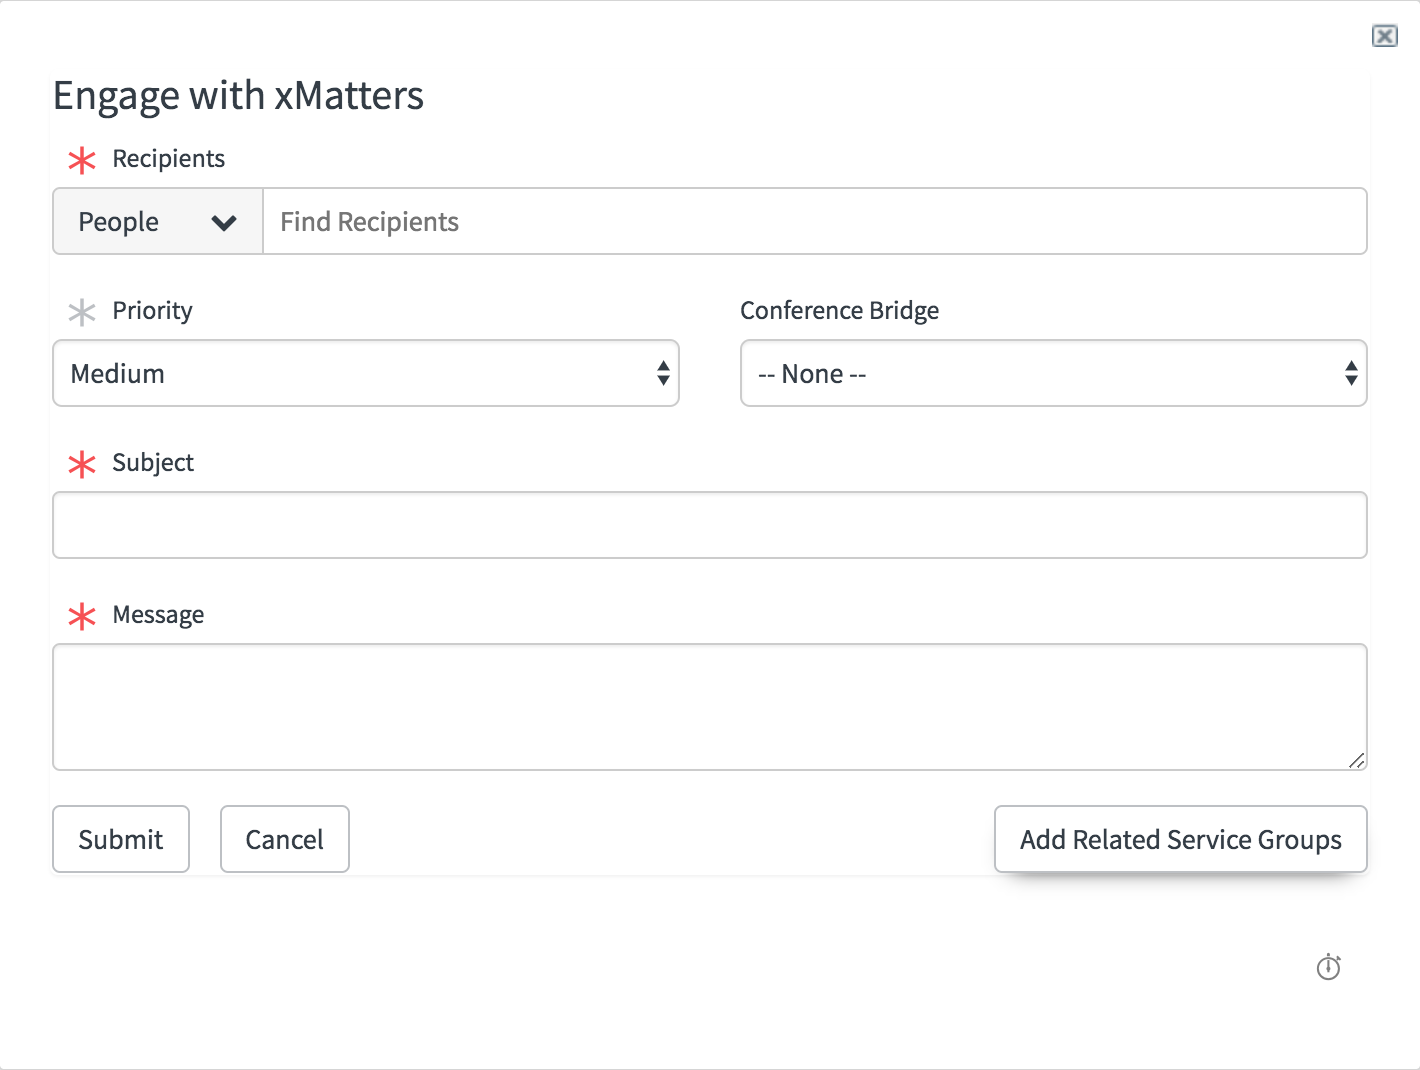 Engage with xMatters
Recipients
People Find Recipients
Priority Conference Bridge
Medium -- None --
Subject
Message
Submit Cancel Add Related Service Groups